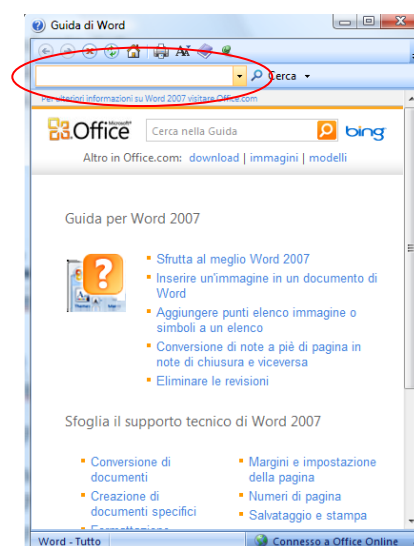 Guida di Word
Cerca
Per ulteriori informazioni su Word 2007 visitare Office.com
Microsoft
Office
Cerca nella Guida
bing
Altro in Office.com: download | immagini | modelli
Guida per Word 2007
Sfrutta al meglio Word 2007
Inserire un'immagine in un documento di
Word
Aggiungere punti elenco immagine o
simboli a un elenco
Conversione di note a piè di pagina in
note di chiusura e viceversa
Eliminare le revisioni
Sfoglia il supporto tecnico di Word 2007
Conversione di
documenti
Creazione di
documenti specifici
Formattazione
Margini e impostazione
della pagina
Numeri di pagina
Salvataggio e stampa
Word - Tutto
Connesso a Office Online